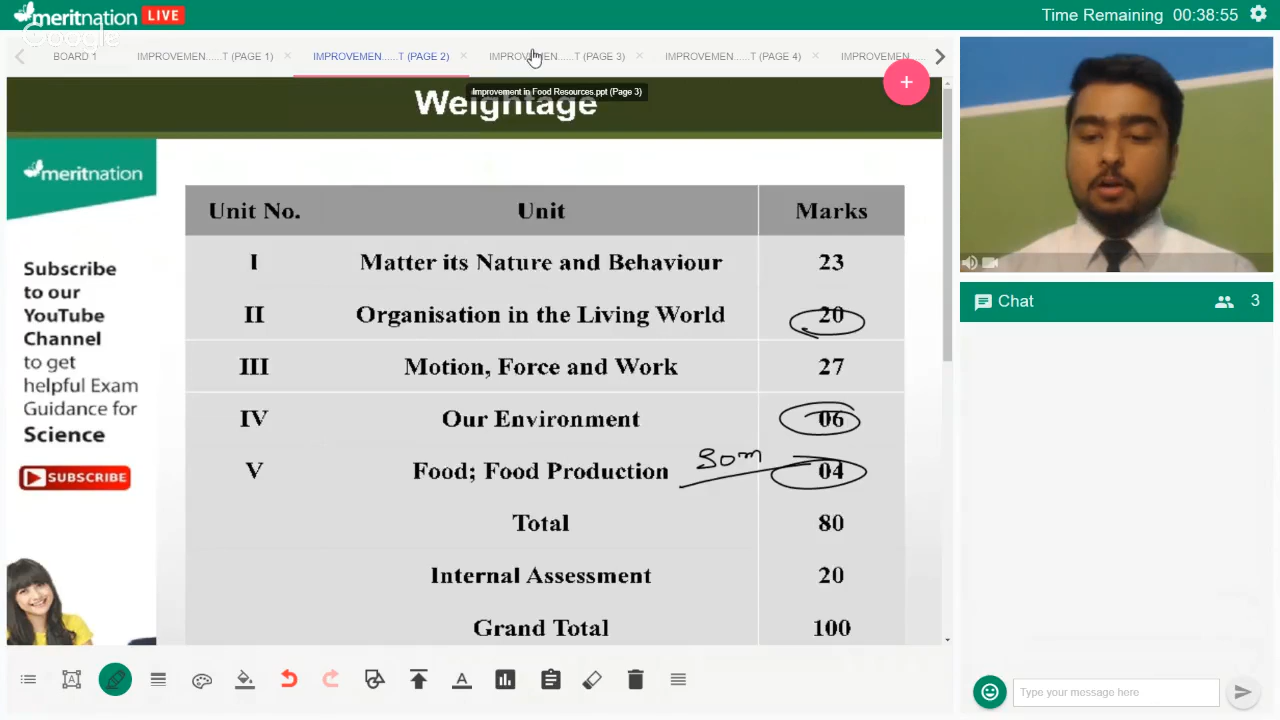 meritnation LIVE
Time Remaining 00:38:55
Google
BOARD 1
IMPROVEMEN......T (PAGE 1) ×
IMPROVEMEN......T (PAGE 2) ×
IMPROVEMEN......T (PAGE 3) ×
IMPROVEMEN......T (PAGE 4) ×
IMPROVEMEN
Improvement in Food Resources.ppt (Page 3)
+
Weightage
meritnation
Subscribe
to our
YouTube
Channel
to get
helpful Exam
Guidance for
Science
SUBSCRIBE
Unit No. Unit Marks
I Matter its Nature and Behaviour 23
II Organisation in the Living World 20
III Motion, Force and Work 27
IV Our Environment 06
V Food; Food Production 30m 04
Total 80
Internal Assessment 20
Grand Total 100
Chat 3
Type your message here
A
A